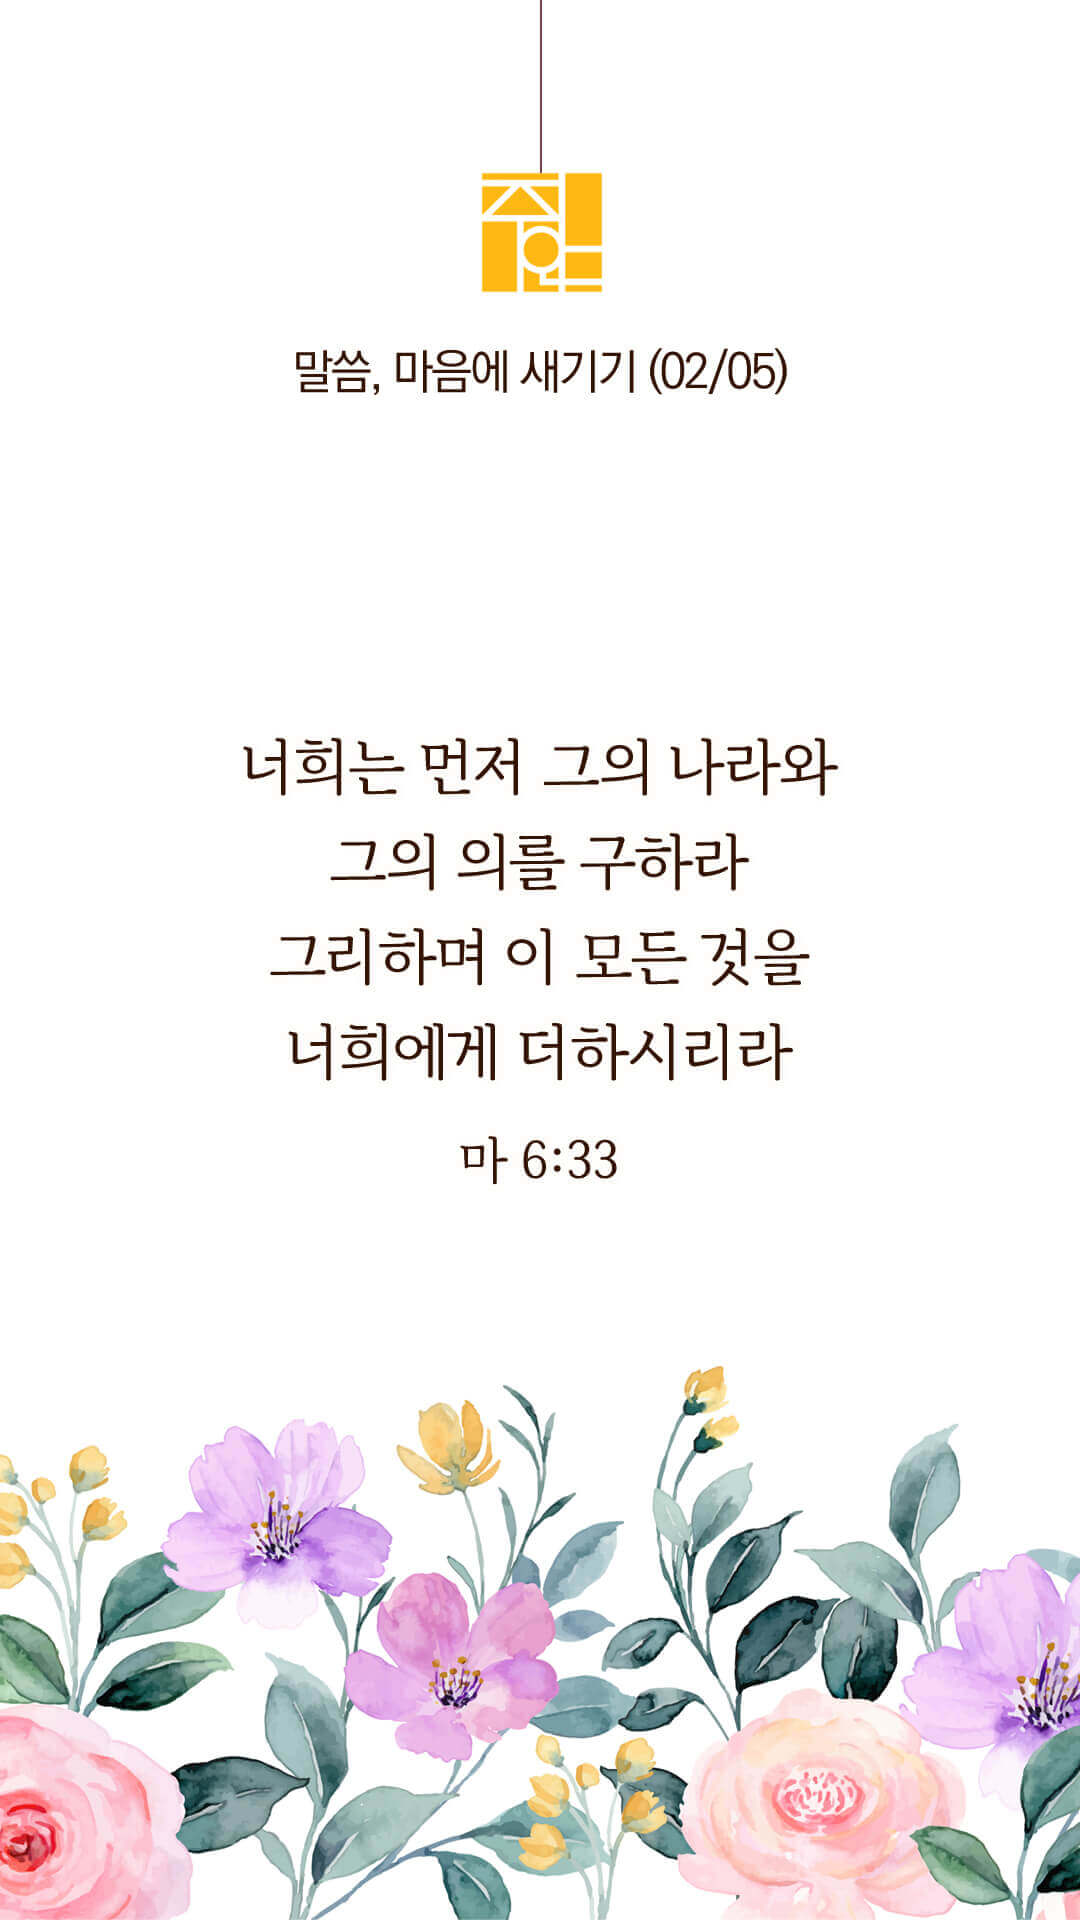 주인
말씀, 마음에 새기기 (02/05)
너희는 먼저 그의 나라와
그의 의를 구하라
그리하며 이 모든 것을
너희에게 더하시리라
마 6:33